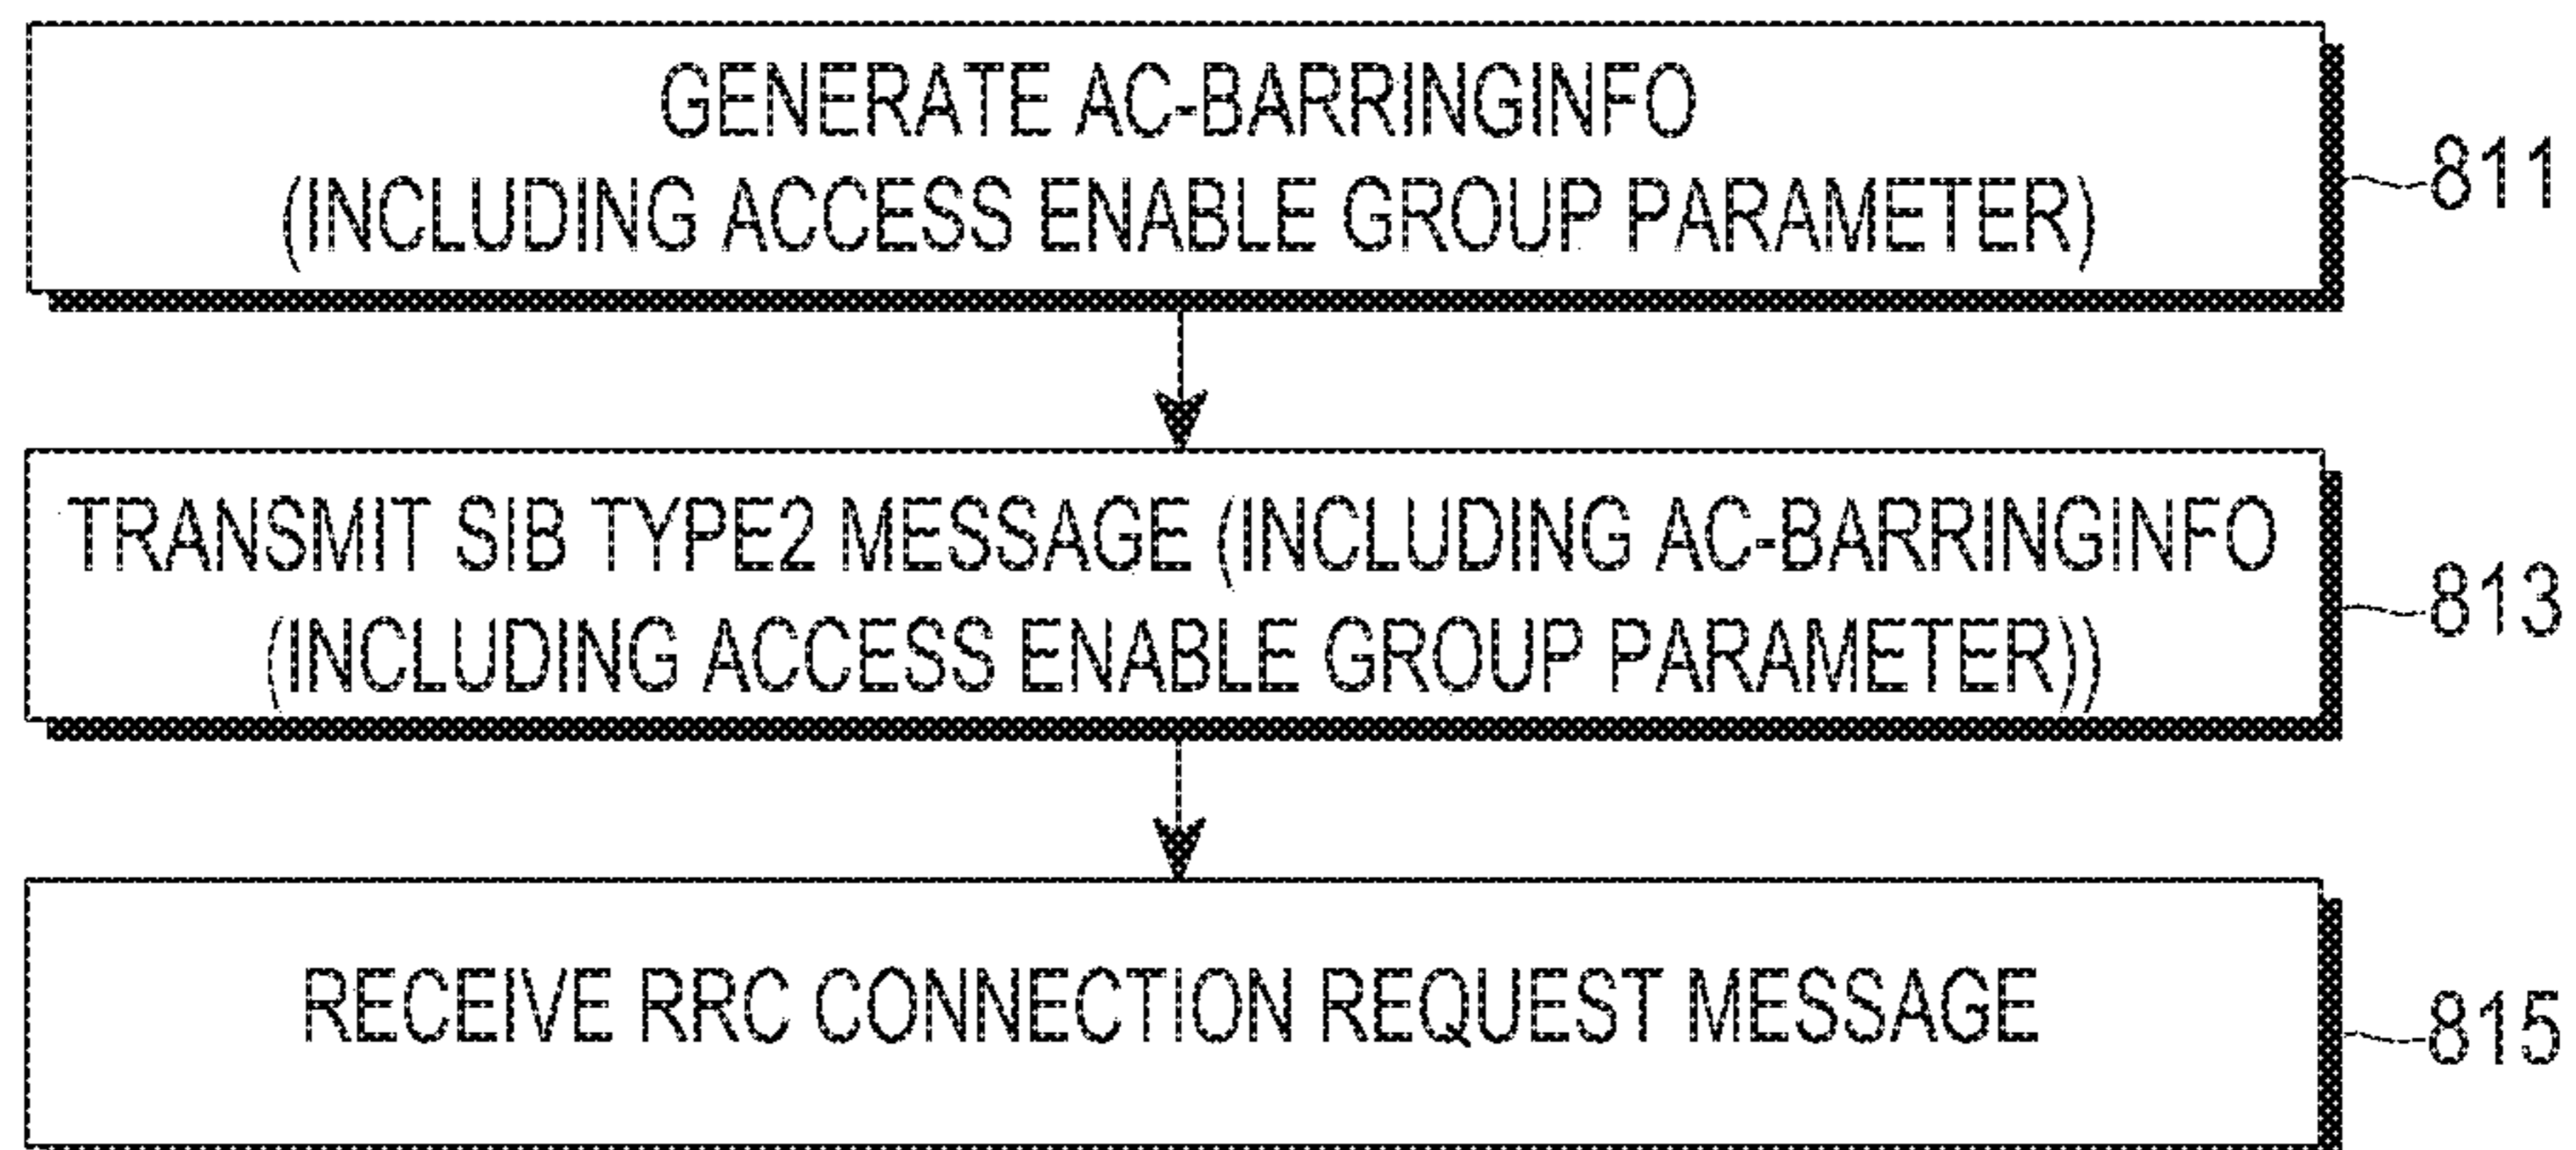 GENERATE AC-BARRINGINFO
(INCLUDING ACCESS ENABLE GROUP PARAMETER)
811
TRANSMIT SIB TYPE2 MESSAGE (INCLUDING AC-BARRINGINFO
(INCLUDING ACCESS ENABLE GROUP PARAMETER))
813
RECEIVE RRC CONNECTION REQUEST MESSAGE
815